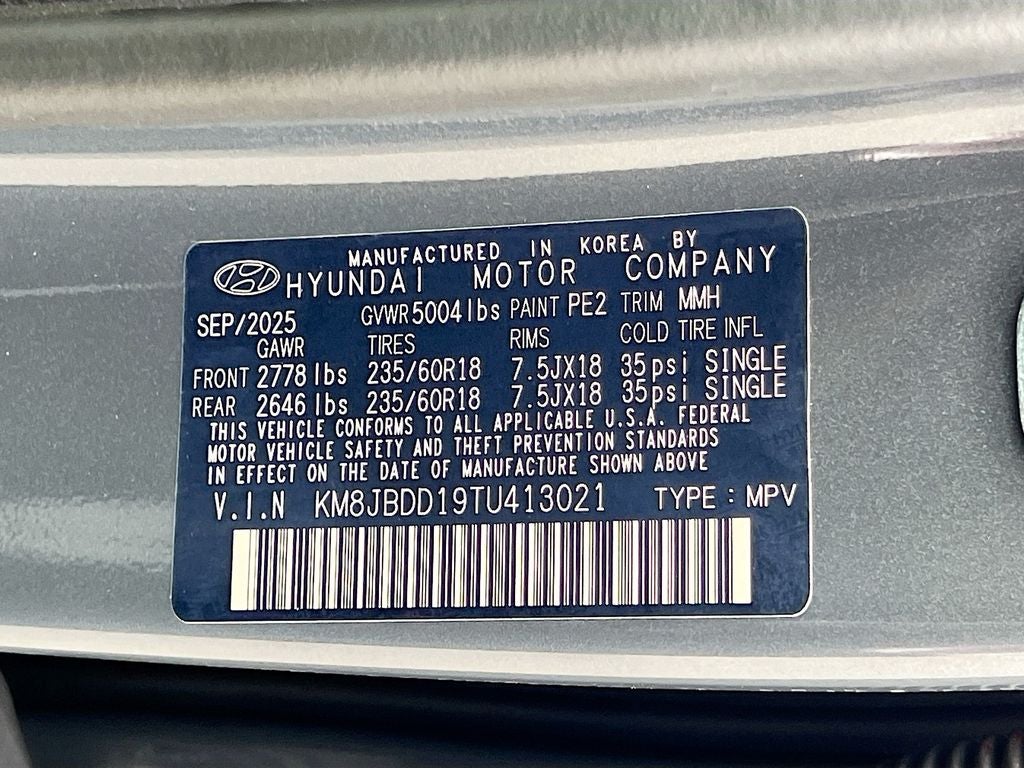 MANUFACTURED IN KOREA BY
HYUNDAI MOTOR COMPANY
SEP/2025 GVWR 5004 lbs PAINT PE2 TRIM MMH
GAWR TIRES RIMS COLD TIRE INFL
FRONT 2778 lbs 235/60R18 7.5JX18 35psi SINGLE
REAR 2646 lbs 235/60R18 7.5JX18 35psi SINGLE
THIS VEHICLE CONFORMS TO ALL APPLICABLE U.S.A. FEDERAL
MOTOR VEHICLE SAFETY AND THEFT PREVENTION STANDARDS
IN EFFECT ON THE DATE OF MANUFACTURE SHOWN ABOVE
V.I.N KM8JBDD19TU413021 TYPE : MPV